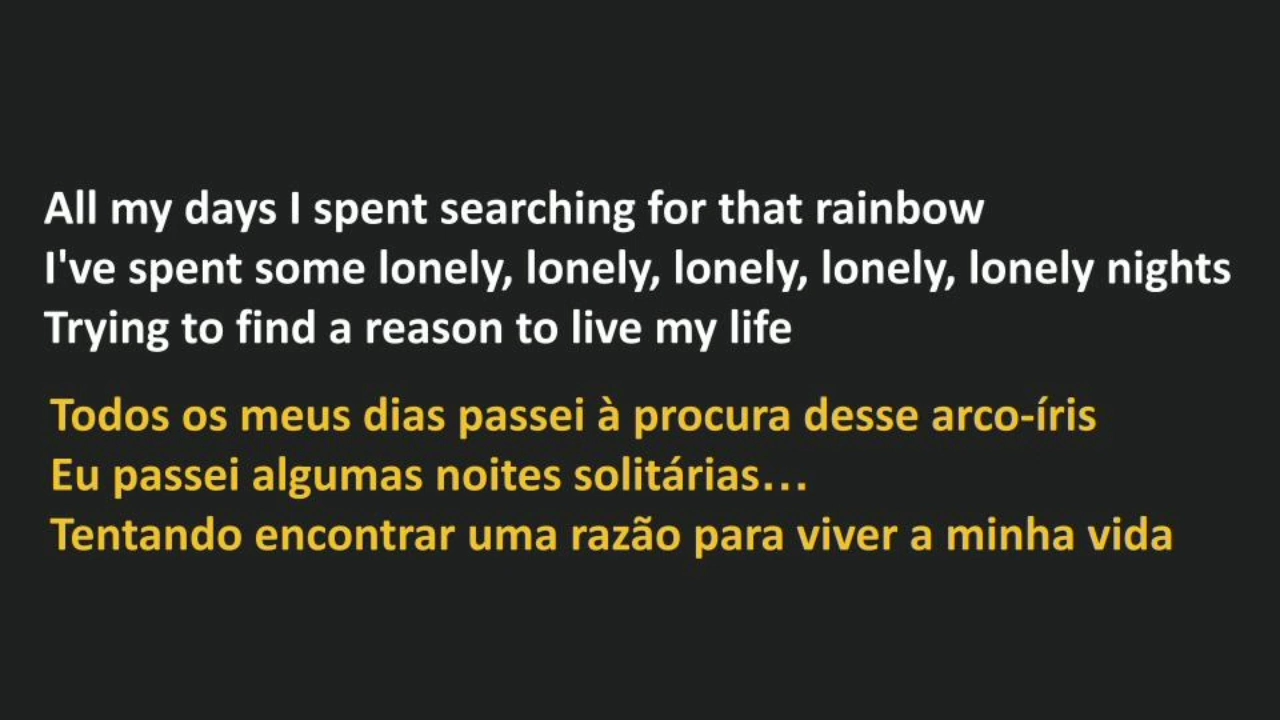 All my days I spent searching for that rainbow
I've spent some lonely, lonely, lonely, lonely, lonely nights
Trying to find a reason to live my life
Todos os meus dias passei à procura desse arco-íris
Eu passei algumas noites solitárias...
Tentando encontrar uma razão para viver a minha vida